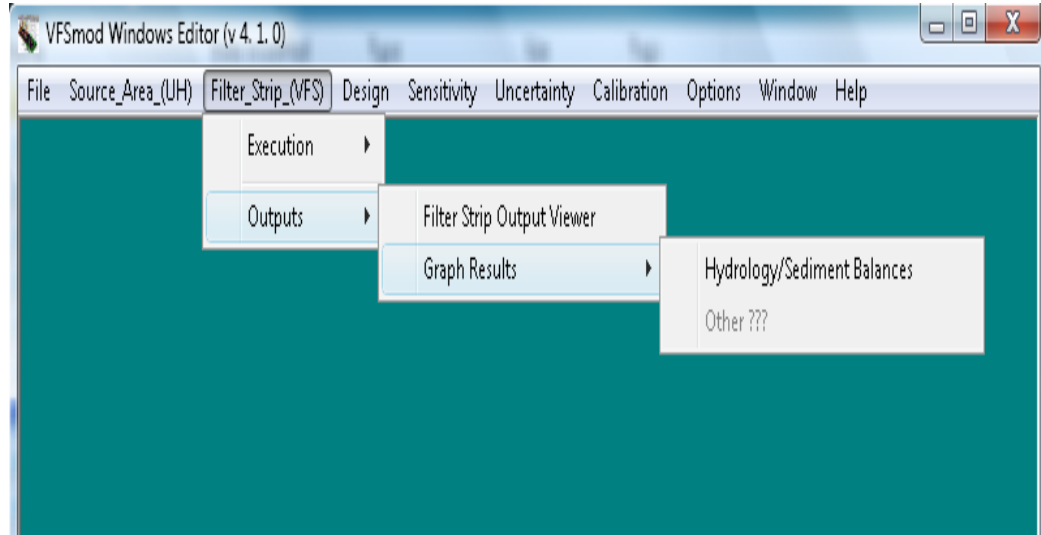 VFSmod Windows Editor (v 4. 1. 0)
File Source_Area_(UH) Filter_Strip_(VFS) Design Sensitivity Uncertainty Calibration Options Window Help
Execution
Outputs
Filter Strip Output Viewer
Graph Results
Hydrology/Sediment Balances
Other ???